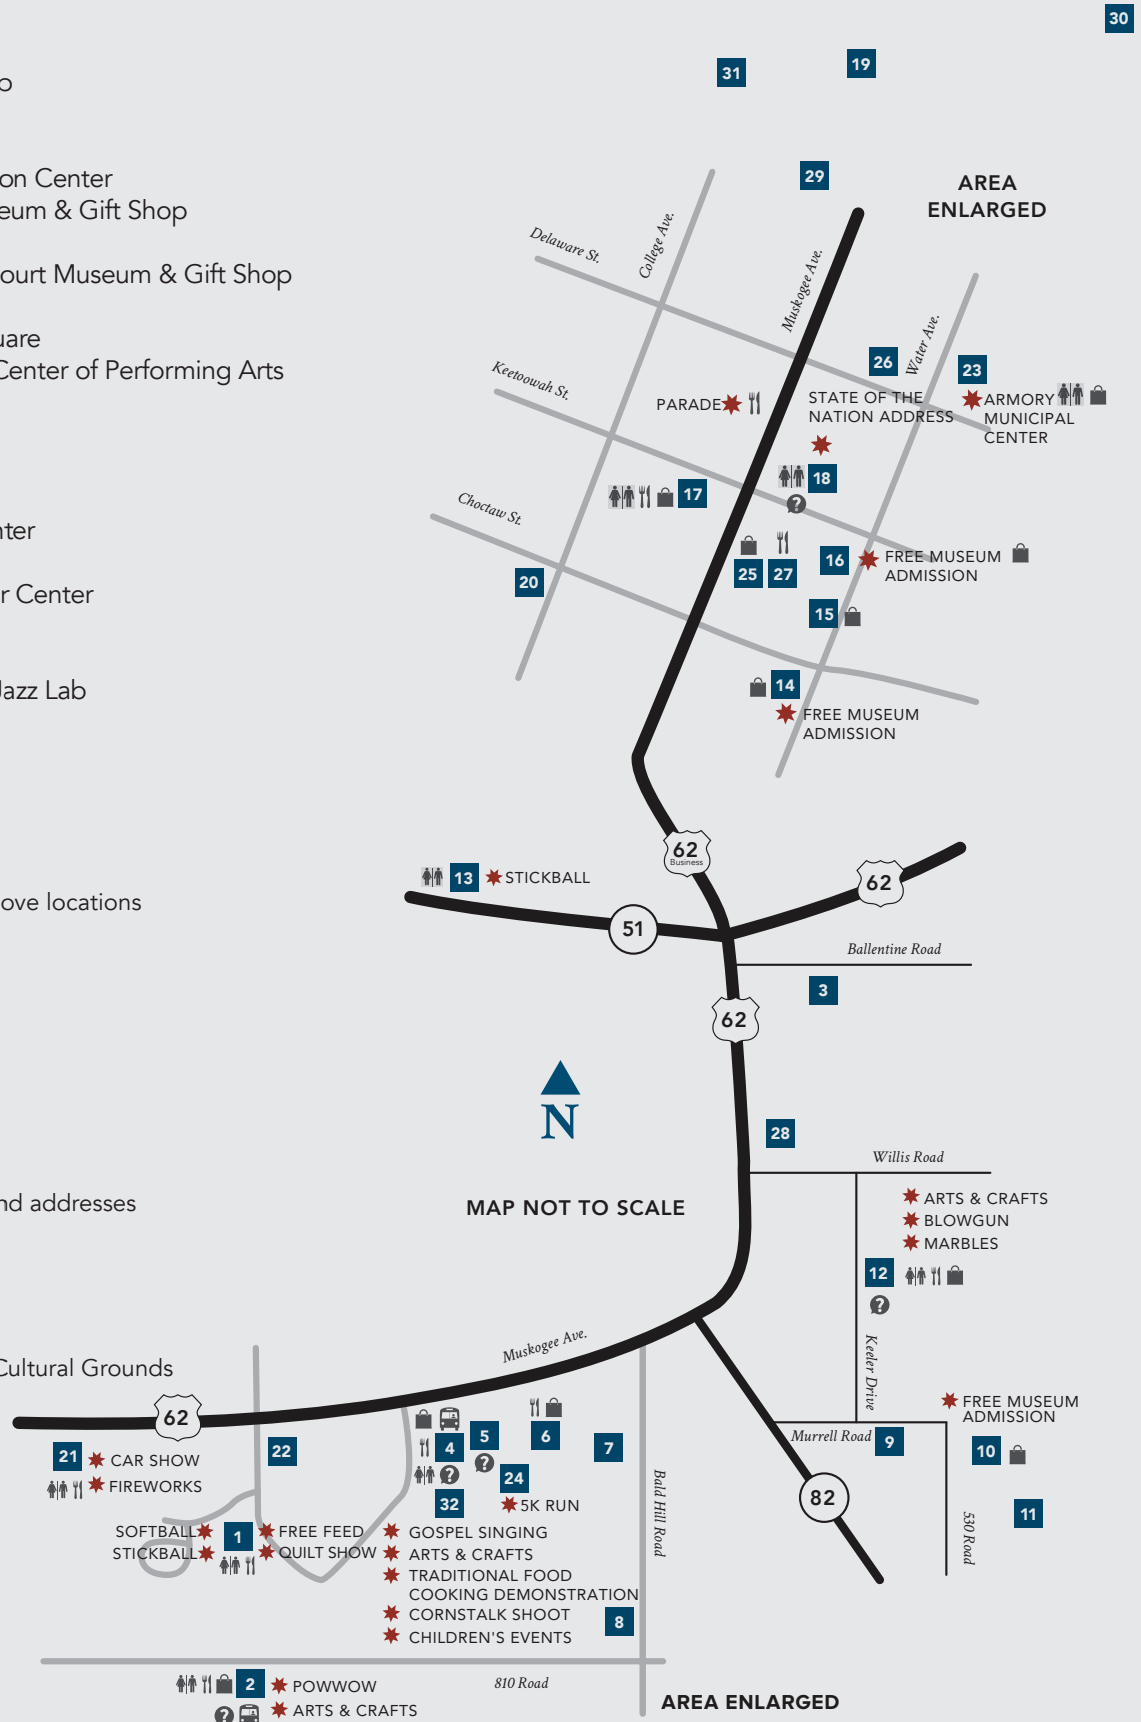 30
19
31
p
on Center
eum & Gift Shop
ourt Museum & Gift Shop
uare
Center of Performing Arts
nter
r Center
Jazz Lab
ove locations
nd addresses
Cultural Grounds
29
AREA
ENLARGED
Delaware St.
College Ave.
Muskogee Ave.
Water Ave.
26
23
Keetoowah St.
PARADE
STATE OF THE
NATION ADDRESS
ARMORY
MUNICIPAL
CENTER
18
17
?
Choctaw St.
25
27
16
FREE MUSEUM
ADMISSION
20
15
14
FREE MUSEUM
ADMISSION
62
Business
62
13
STICKBALL
51
Ballentine Road
3
62
N
28
Willis Road
MAP NOT TO SCALE
ARTS & CRAFTS
BLOWGUN
MARBLES
12
?
Keeler Drive
Muskogee Ave.
FREE MUSEUM
ADMISSION
62
Murrell Road
9
10
21
CAR SHOW
FIREWORKS
22
4
?
5
?
6
7
24
32
5K RUN
82
11
530 Road
Bald Hill Road
SOFTBALL
STICKBALL
1
FREE FEED
QUILT SHOW
GOSPEL SINGING
ARTS & CRAFTS
TRADITIONAL FOOD
COOKING DEMONSTRATION
CORNSTALK SHOOT
CHILDREN'S EVENTS
8
2
POWWOW
?
ARTS & CRAFTS
810 Road
AREA ENLARGED